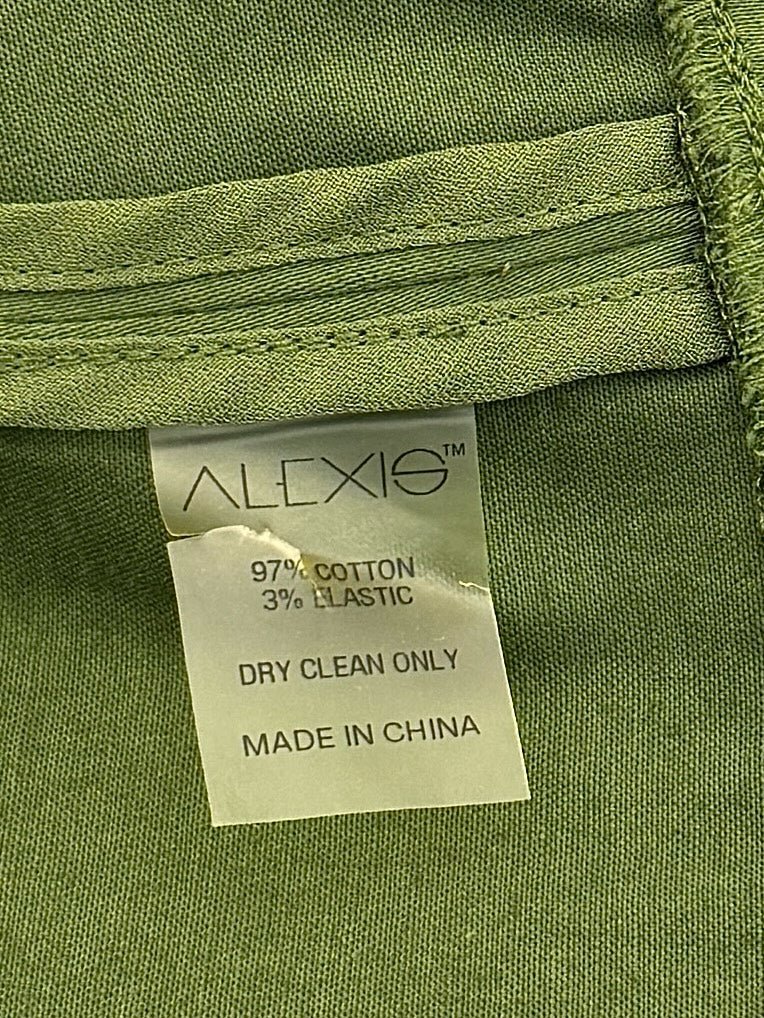 ALEXIS™
97% COTTON
3% ELASTIC
DRY CLEAN ONLY
MADE IN CHINA